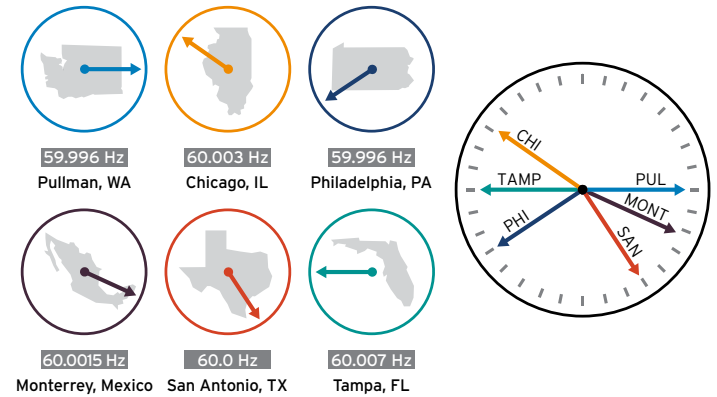 59.996 Hz
Pullman, WA
60.003 Hz
Chicago, IL
59.996 Hz
Philadelphia, PA
60.0015 Hz
Monterrey, Mexico
60.0 Hz
San Antonio, TX
60.007 Hz
Tampa, FL
CHI
TAMP
PUL
MONT
PHI
SAN